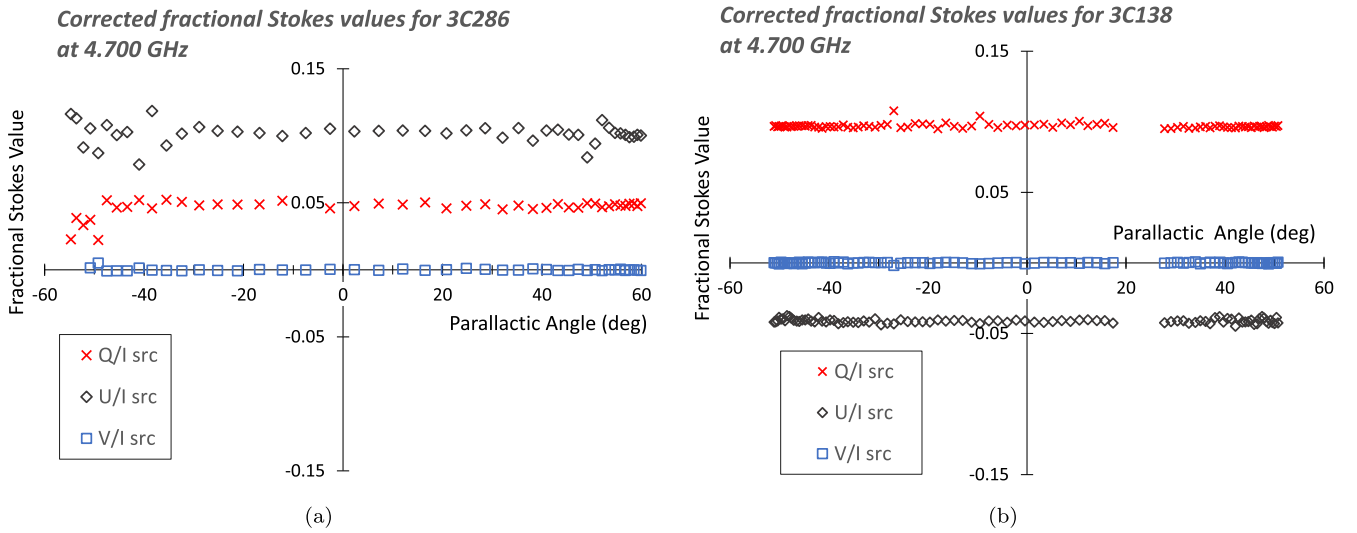 Corrected fractional Stokes values for 3C286
at 4.700 GHz
Fractional Stokes Value
0.15
0.05
-60
-40
-20
0
20
40
60
Parallactic Angle (deg)
-0.05
-0.15
Q/I src
U/I src
V/I src
(a)
Corrected fractional Stokes values for 3C138
at 4.700 GHz
Fractional Stokes Value
0.15
0.05
Parallactic Angle (deg)
-60
-40
-20
0
20
40
60
-0.05
-0.15
Q/I src
U/I src
V/I src
(b)